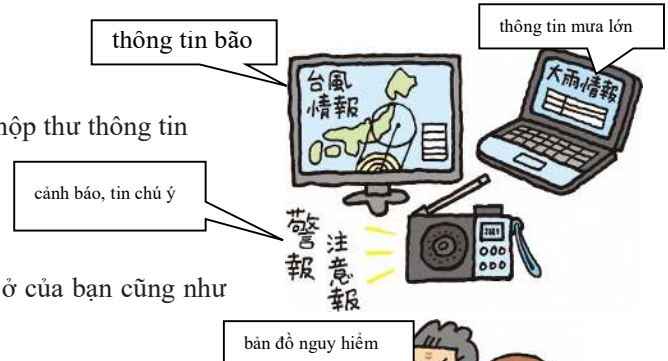 thông tin bão
thông tin mưa lớn
台風
情報
大雨情報
hộp thư thông tin
cảnh báo, tin chú ý
警報
注意報
ở của bạn cũng như
bản đồ nguy hiểm